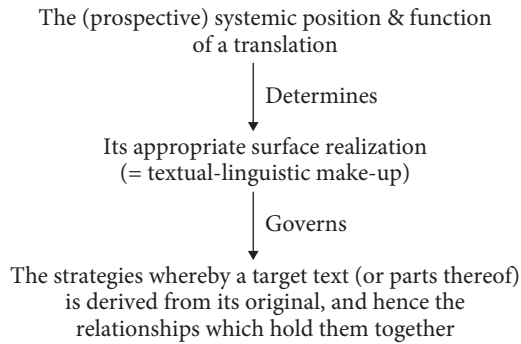 The (prospective) systemic position & function
of a translation
Determines
Its appropriate surface realization
(= textual-linguistic make-up)
Governs
The strategies whereby a target text (or parts thereof)
is derived from its original, and hence the
relationships which hold them together